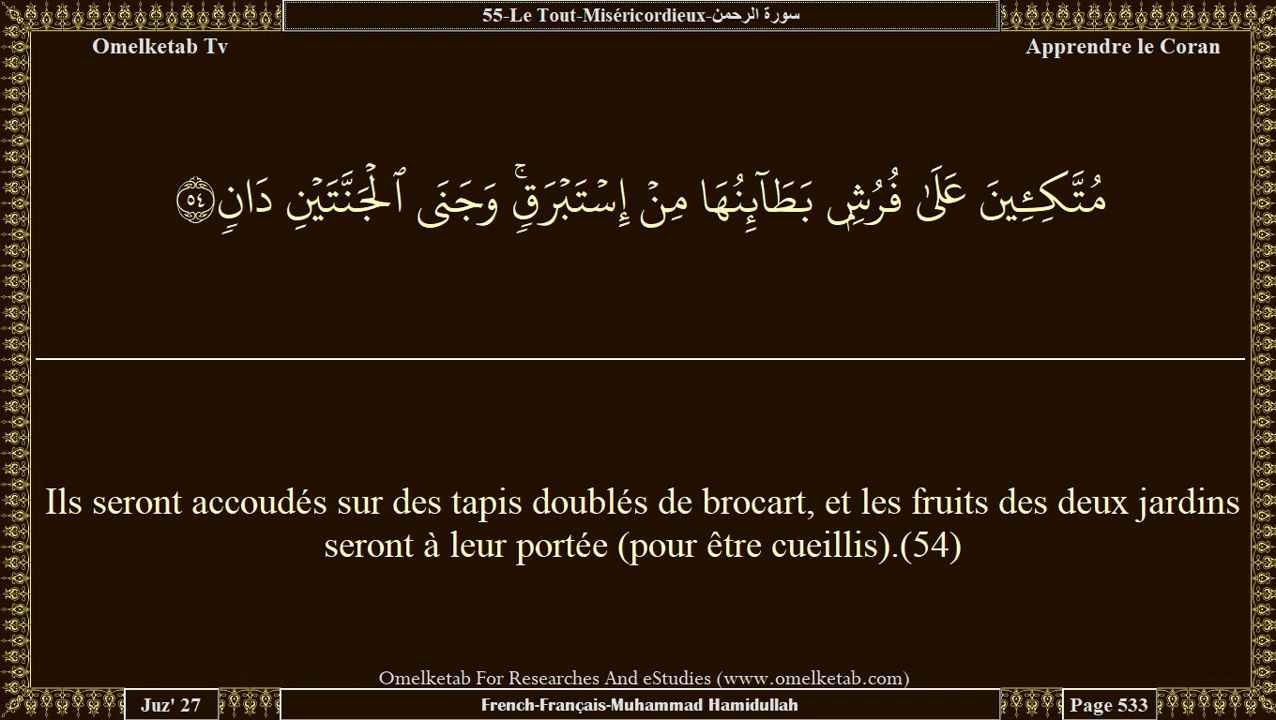 55-Le Tout-Miséricordieux-سورة الرحمن
Omelketab Tv
Apprendre le Coran
مُتَّكِـِٔينَ عَلَىٰ فُرُشِۭ بَطَآئِنُهَا مِنْ إِسْتَبْرَقٍۚ وَجَنَى ٱلْجَنَّتَيْنِ دَانٍ ٥٤
Ils seront accoudés sur des tapis doublés de brocart, et les fruits des deux jardins
seront à leur portée (pour être cueillis).(54)
Omelketab For Researches And eStudies (www.omelketab.com)
Juz' 27
French-Français-Muhammad Hamidullah
Page 533